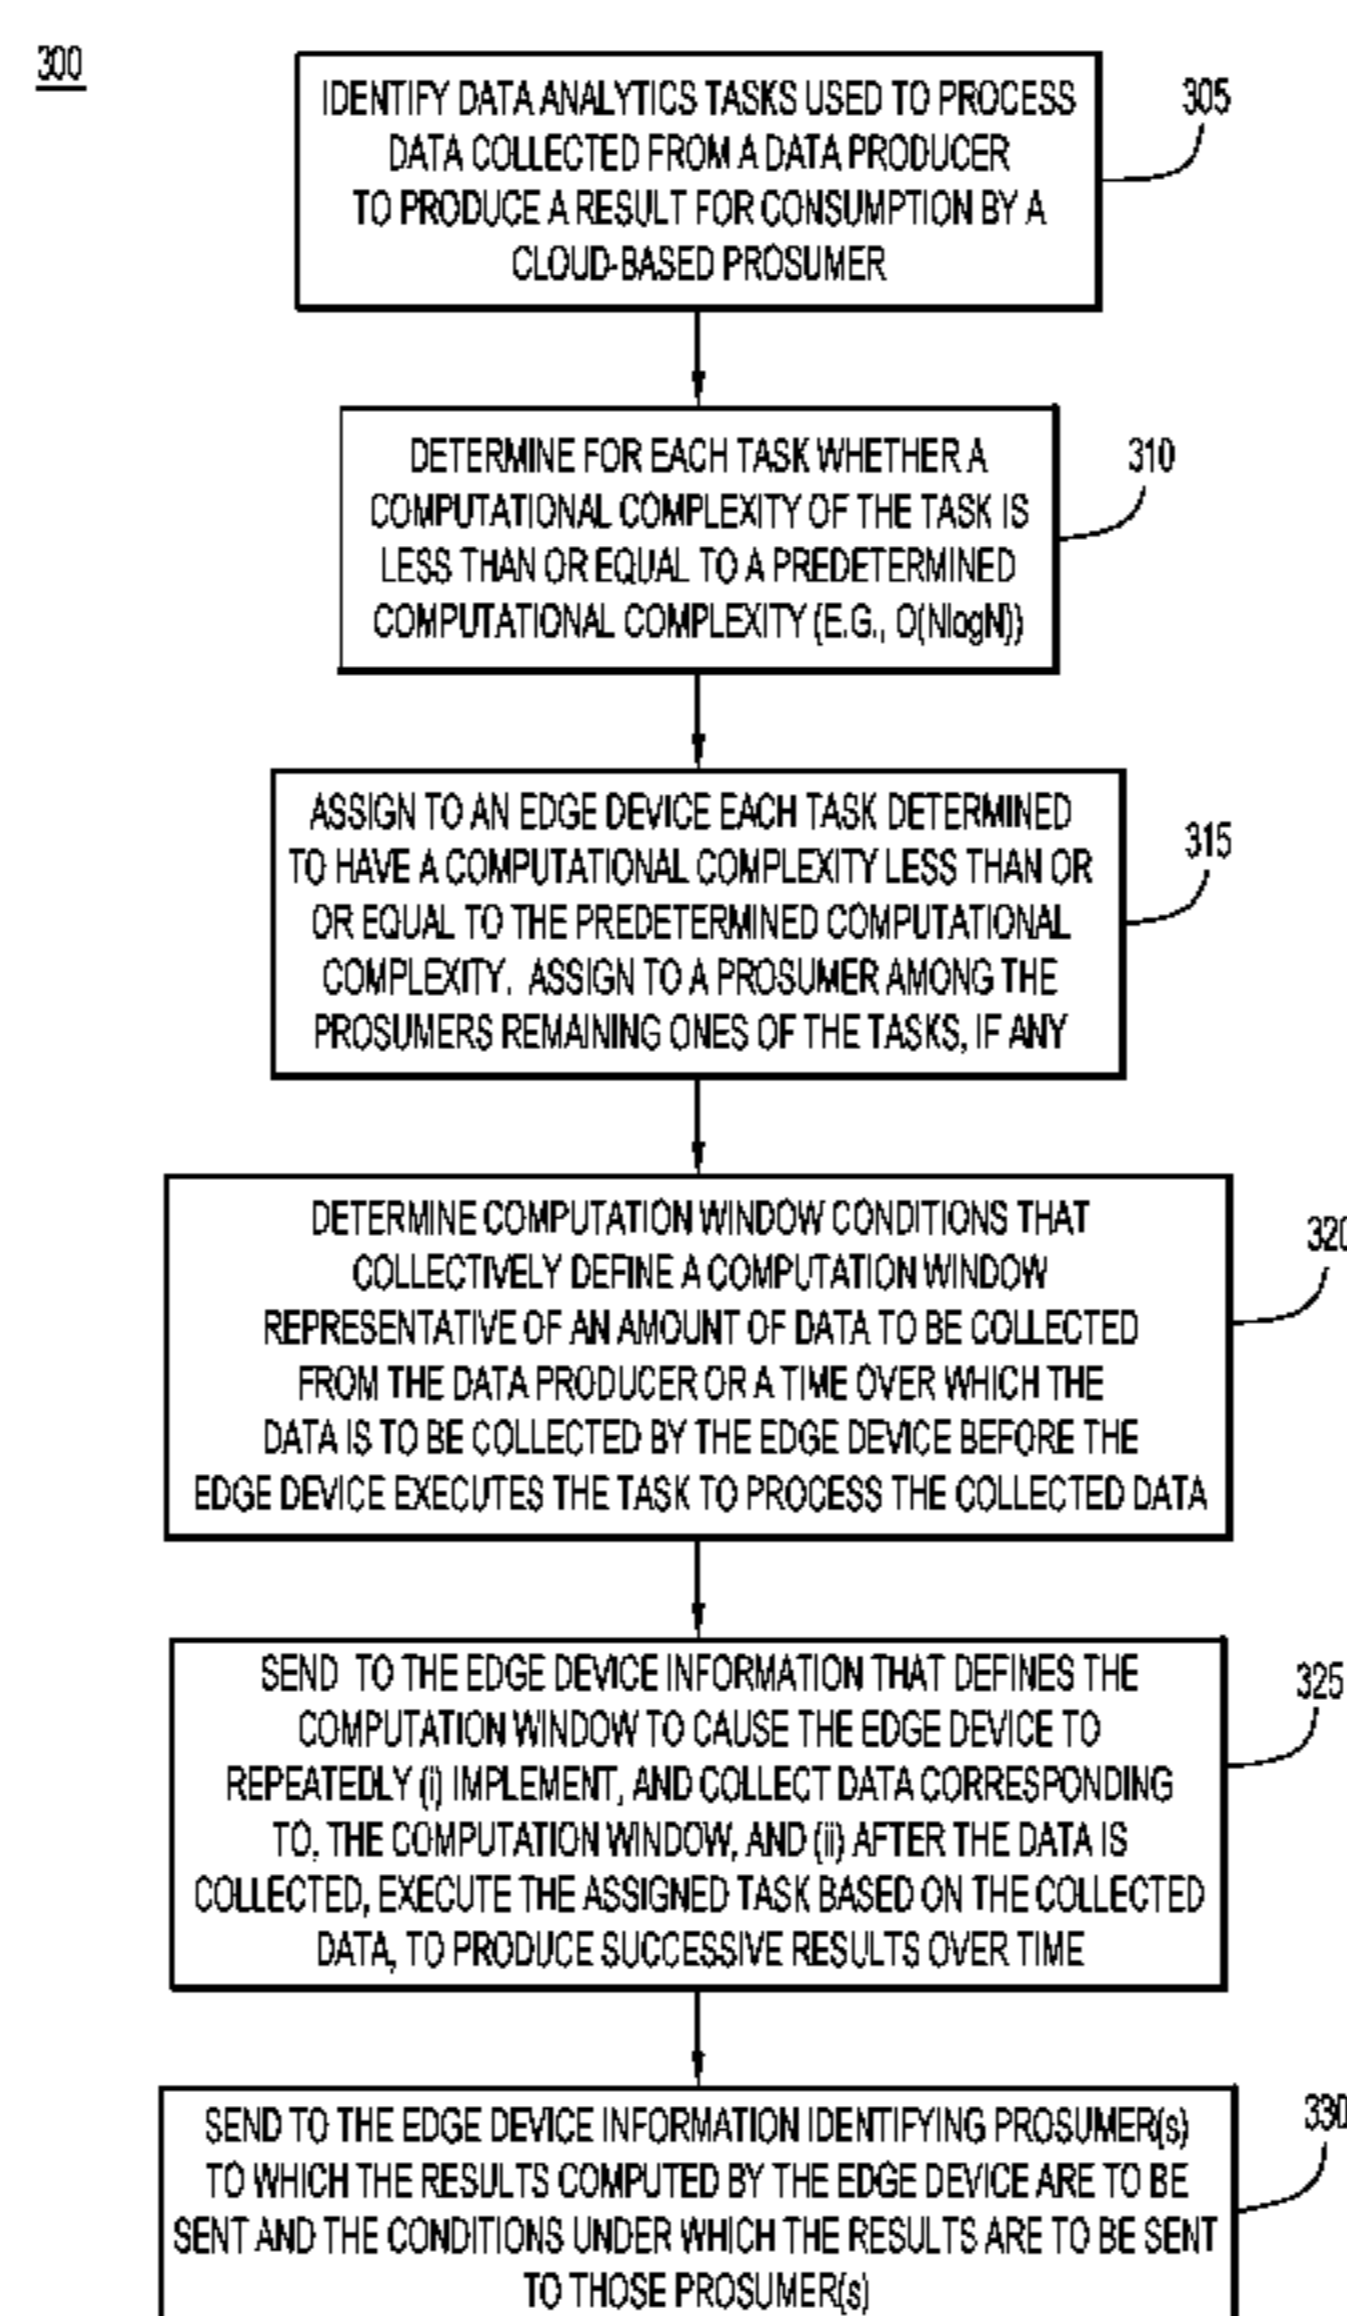 300
IDENTIFY DATA ANALYTICS TASKS USED TO PROCESS
DATA COLLECTED FROM A DATA PRODUCER
TO PRODUCE A RESULT FOR CONSUMPTION BY A
CLOUD-BASED PROSUMER
305
DETERMINE FOR EACH TASK WHETHER A
COMPUTATIONAL COMPLEXITY OF THE TASK IS
LESS THAN OR EQUAL TO A PREDETERMINED
COMPUTATIONAL COMPLEXITY (E.G., O(NlogN))
310
ASSIGN TO AN EDGE DEVICE EACH TASK DETERMINED
TO HAVE A COMPUTATIONAL COMPLEXITY LESS THAN OR
OR EQUAL TO THE PREDETERMINED COMPUTATIONAL
COMPLEXITY. ASSIGN TO A PROSUMER AMONG THE
PROSUMERS REMAINING ONES OF THE TASKS, IF ANY
315
DETERMINE COMPUTATION WINDOW CONDITIONS THAT
COLLECTIVELY DEFINE A COMPUTATION WINDOW
REPRESENTATIVE OF AN AMOUNT OF DATA TO BE COLLECTED
FROM THE DATA PRODUCER OR A TIME OVER WHICH THE
DATA IS TO BE COLLECTED BY THE EDGE DEVICE BEFORE THE
EDGE DEVICE EXECUTES THE TASK TO PROCESS THE COLLECTED DATA
320
SEND TO THE EDGE DEVICE INFORMATION THAT DEFINES THE
COMPUTATION WINDOW TO CAUSE THE EDGE DEVICE TO
REPEATEDLY (i) IMPLEMENT, AND COLLECT DATA CORRESPONDING
TO, THE COMPUTATION WINDOW, AND (ii) AFTER THE DATA IS
COLLECTED, EXECUTE THE ASSIGNED TASK BASED ON THE COLLECTED
DATA, TO PRODUCE SUCCESSIVE RESULTS OVER TIME
325
SEND TO THE EDGE DEVICE INFORMATION IDENTIFYING PROSUMER(s)
TO WHICH THE RESULTS COMPUTED BY THE EDGE DEVICE ARE TO BE
SENT AND THE CONDITIONS UNDER WHICH THE RESULTS ARE TO BE SENT
TO THOSE PROSUMER(s)
330